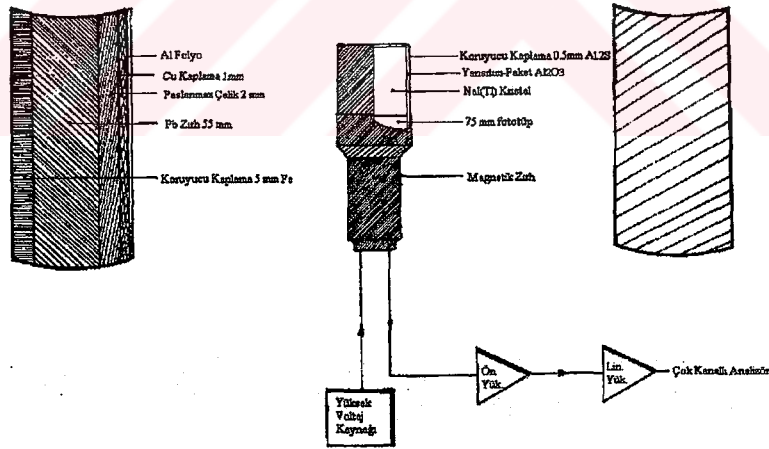 Al Folyo
Cu Kaplama 1mm
Paslanmaz Çelik 2 mm
Pb Zırh 55 mm
Koruyucu Kaplama 5 mm Fe
Koruyucu Kaplama 0.5mm Al2S
Yansıtıcı-Paket Al2O3
NaI(Tl) Kristal
75 mm fototüp
Magnetik Zırh
Yüksek
Voltaj
Kaynağı
Ön
Yük.
Lin.
Yük.
Çok Kanallı Analizör